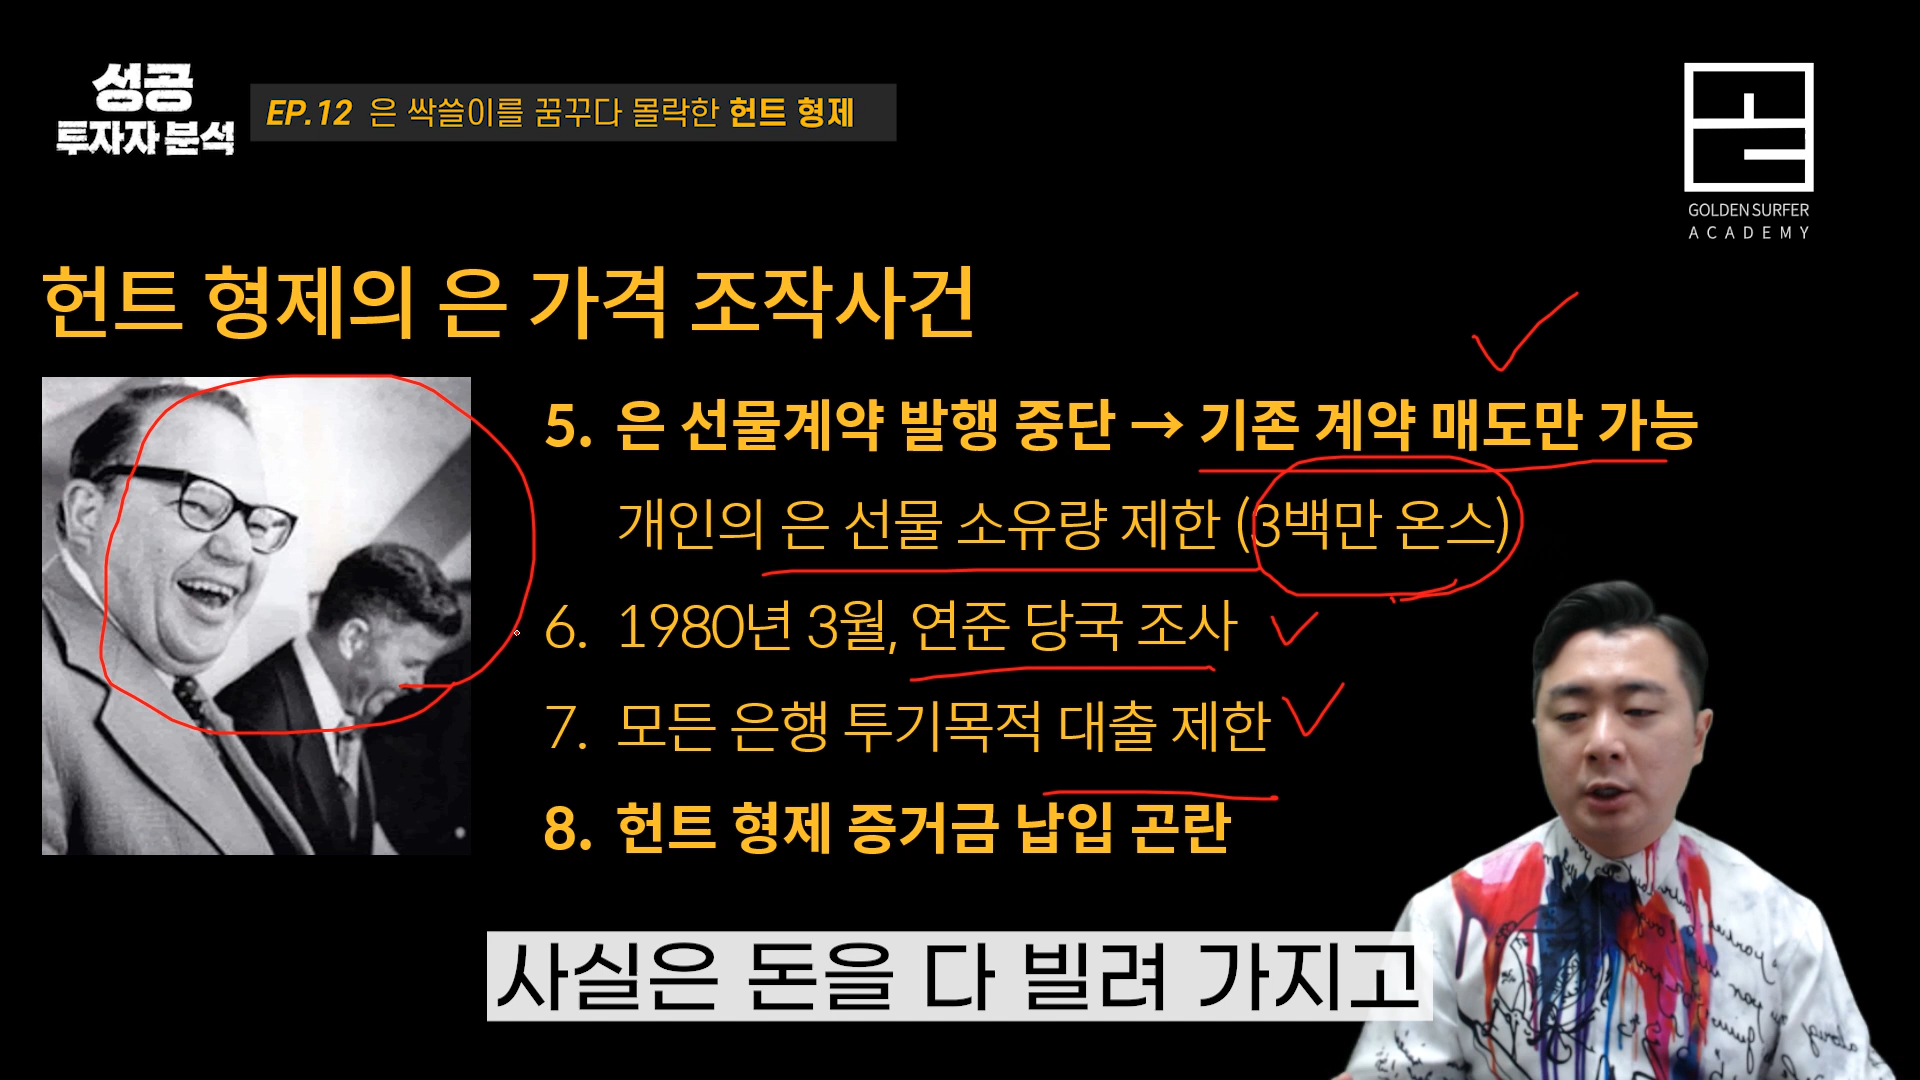 성공
투자자 분석
EP.12 은 싹쓸이를 꿈꾸다 몰락한 헌트 형제
GOLDEN SURFER
ACADEMY
헌트 형제의 은 가격 조작사건
5. 은 선물계약 발행 중단 → 기존 계약 매도만 가능
개인의 은 선물 소유량 제한 (3백만 온스)
6. 1980년 3월, 연준 당국 조사
7. 모든 은행 투기목적 대출 제한
8. 헌트 형제 증거금 납입 곤란
사실은 돈을 다 빌려 가지고